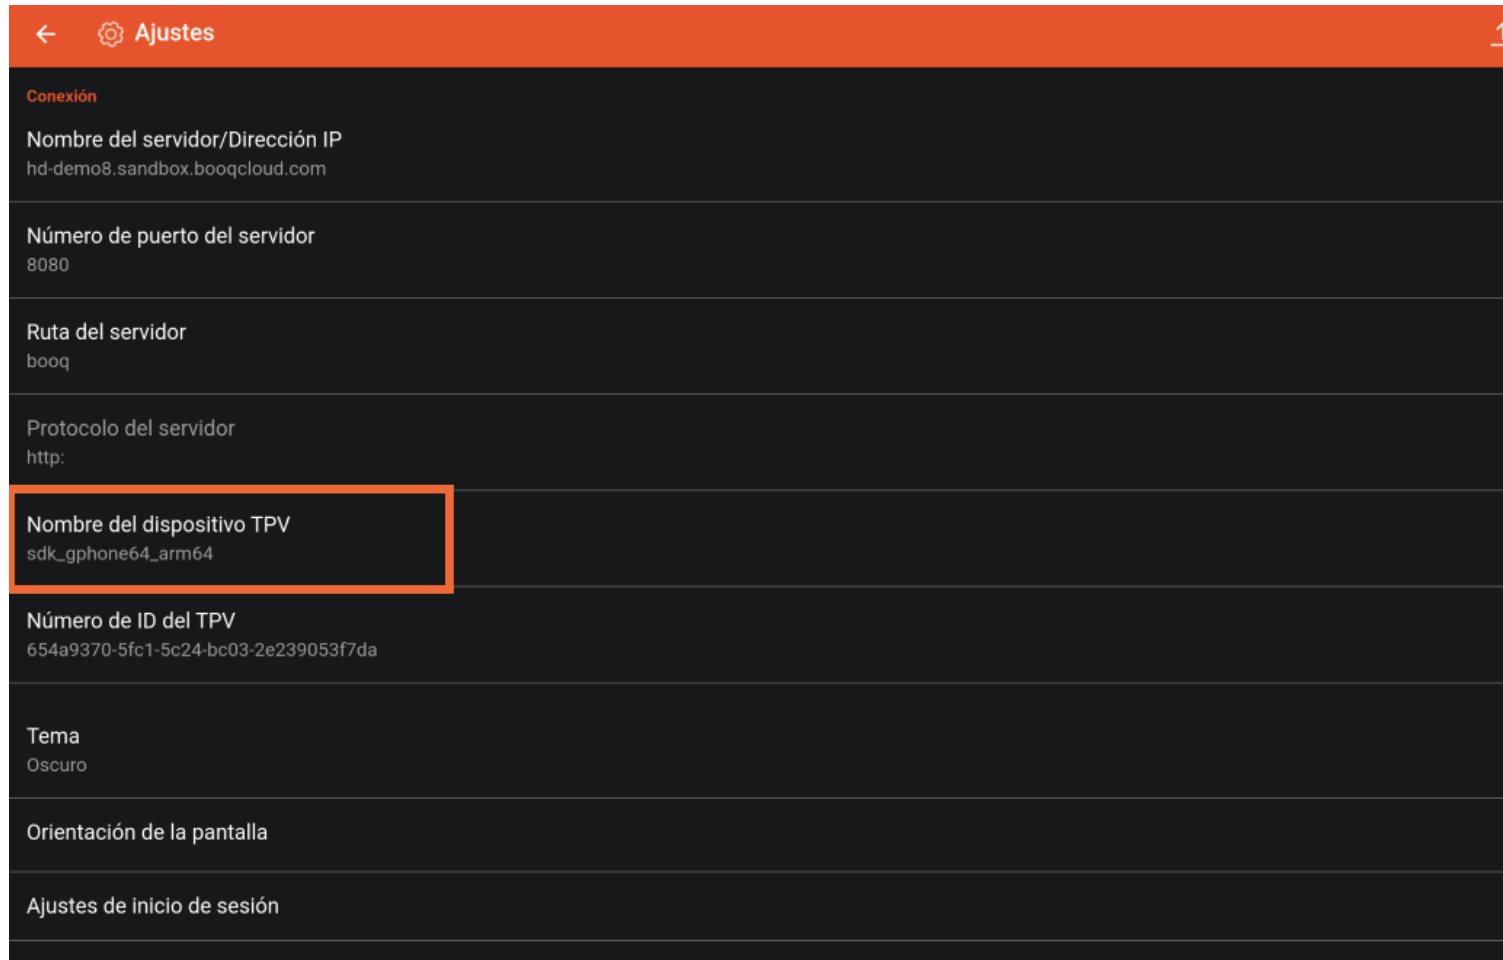 Ajustes
Conexión
Nombre del servidor/Dirección IP
hd-demo8.sandbox.booqcloud.com
Número de puerto del servidor
8080
Ruta del servidor
booq
Protocolo del servidor
http:
Nombre del dispositivo TPV
sdk_gphone64_arm64
Número de ID del TPV
654a9370-5fc1-5c24-bc03-2e239053f7da
Tema
Oscuro
Orientación de la pantalla
Ajustes de inicio de sesión